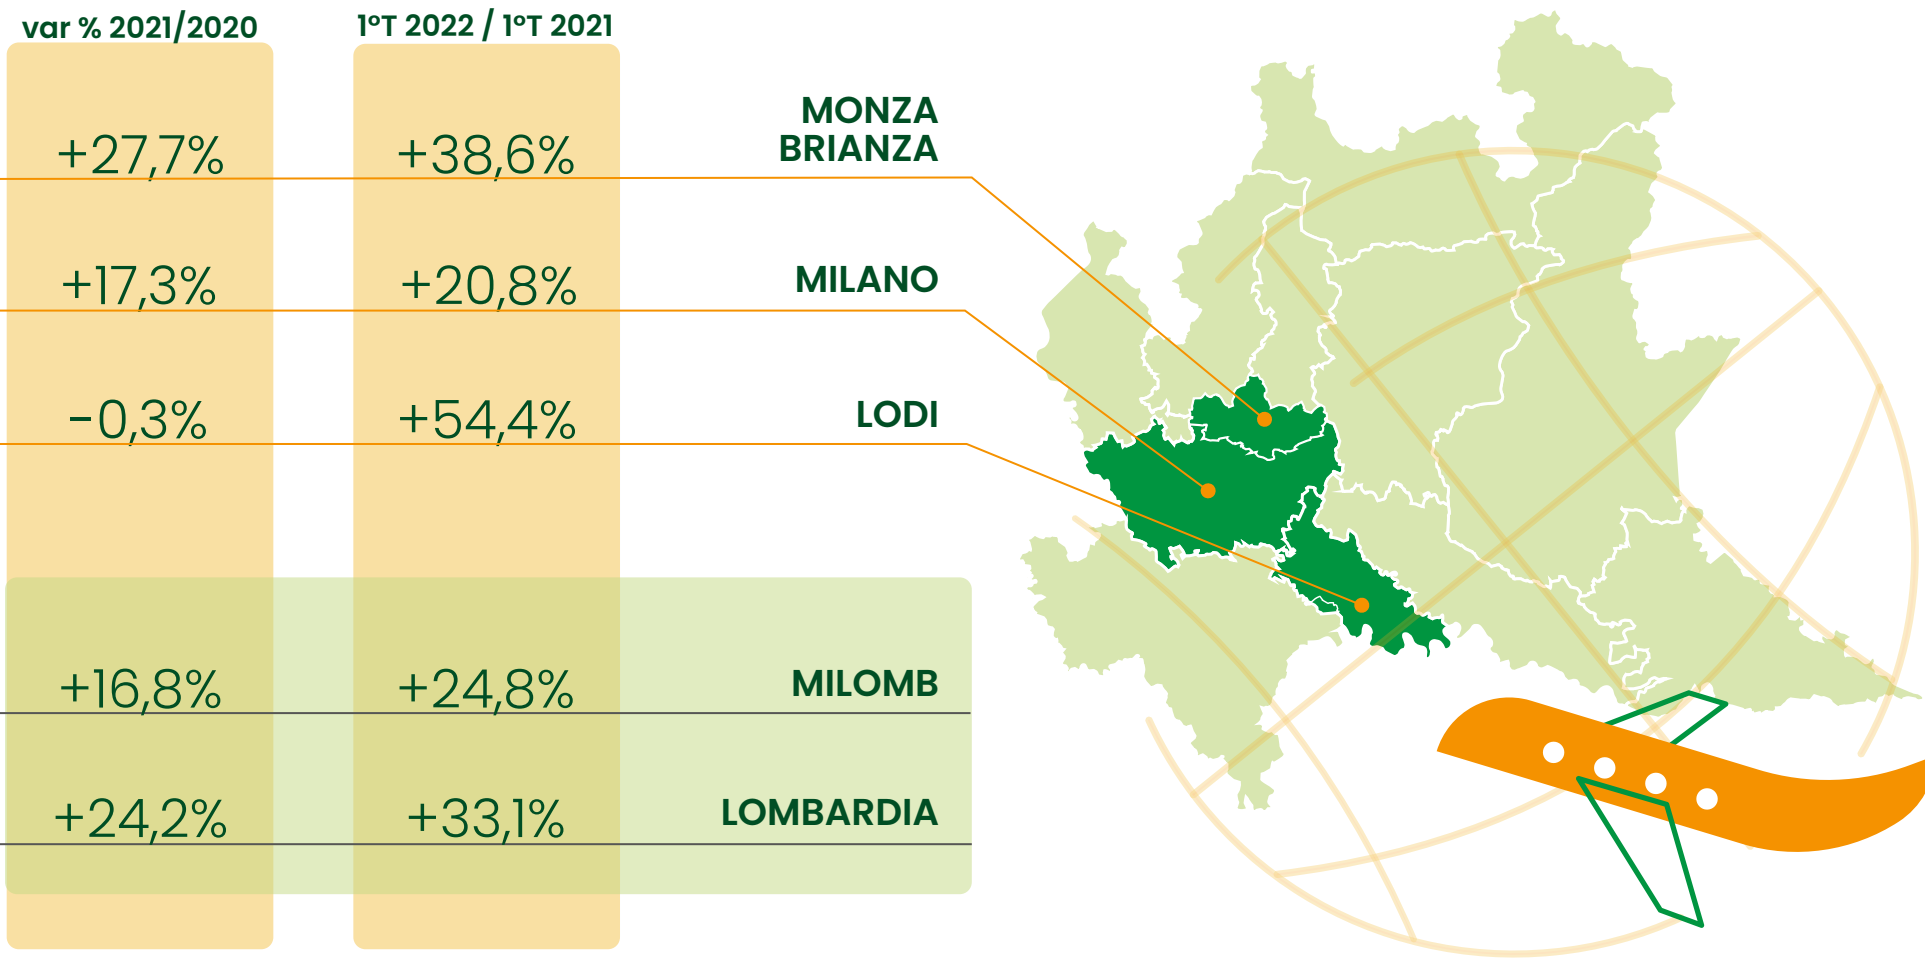 var % 2021/2020 1°T 2022 / 1°T 2021
+27,7% +38,6% MONZA
BRIANZA
+17,3% +20,8% MILANO
-0,3% +54,4% LODI
+16,8% +24,8% MILOMB
+24,2% +33,1% LOMBARDIA